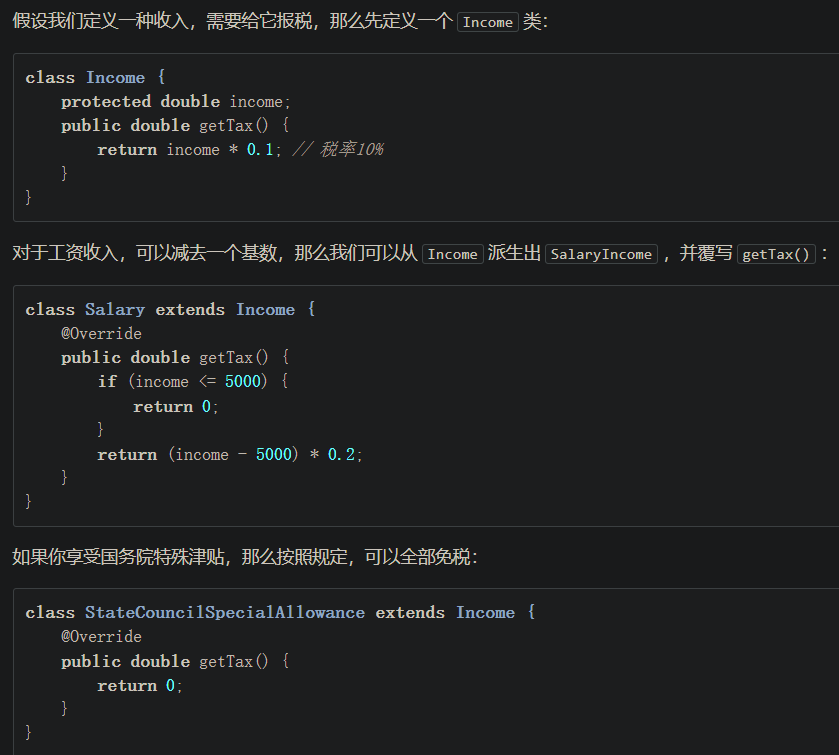 假设我们定义一种收入，需要给它报税，那么先定义一个 Income 类：
class Income {
    protected double income;
    public double getTax() {
        return income * 0.1; // 税率10%
    }
}
对于工资收入，可以减去一个基数，那么我们可以从 Income 派生出 SalaryIncome ，并覆写 getTax() ：
class Salary extends Income {
    @Override
    public double getTax() {
        if (income <= 5000) {
            return 0;
        }
        return (income - 5000) * 0.2;
    }
}
如果你享受国务院特殊津贴，那么按照规定，可以全部免税：
class StateCouncilSpecialAllowance extends Income {
    @Override
    public double getTax() {
        return 0;
    }
}